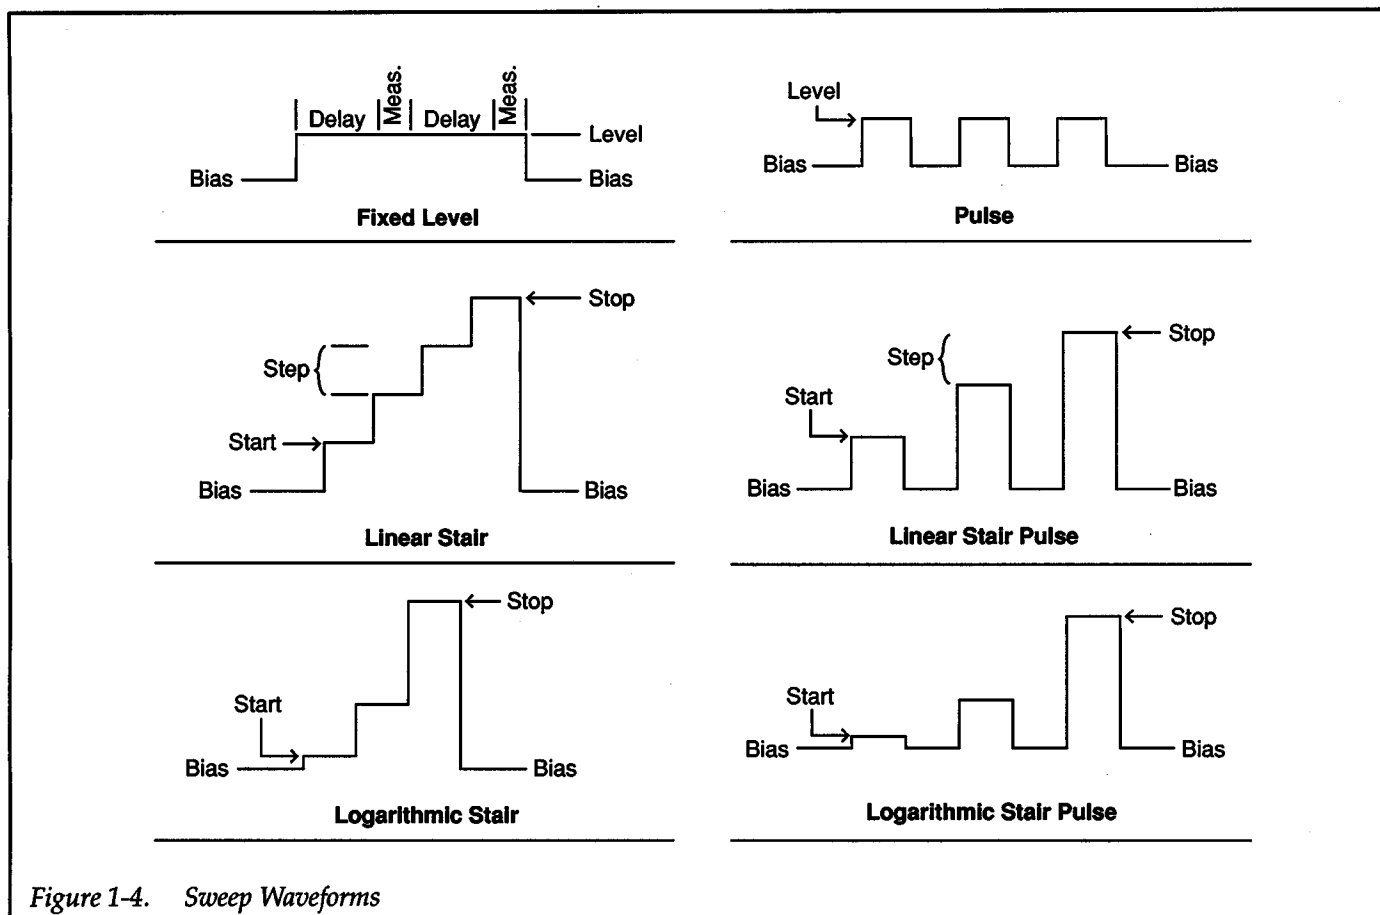 Delay Meas. Delay Meas.
Level
Bias
Bias
Fixed Level
Level
Bias
Bias
Pulse
Stop
Step
Start
Bias
Bias
Linear Stair
Stop
Step
Start
Bias
Bias
Linear Stair Pulse
Stop
Start
Bias
Bias
Logarithmic Stair
Stop
Start
Bias
Bias
Logarithmic Stair Pulse
Figure 1-4. Sweep Waveforms